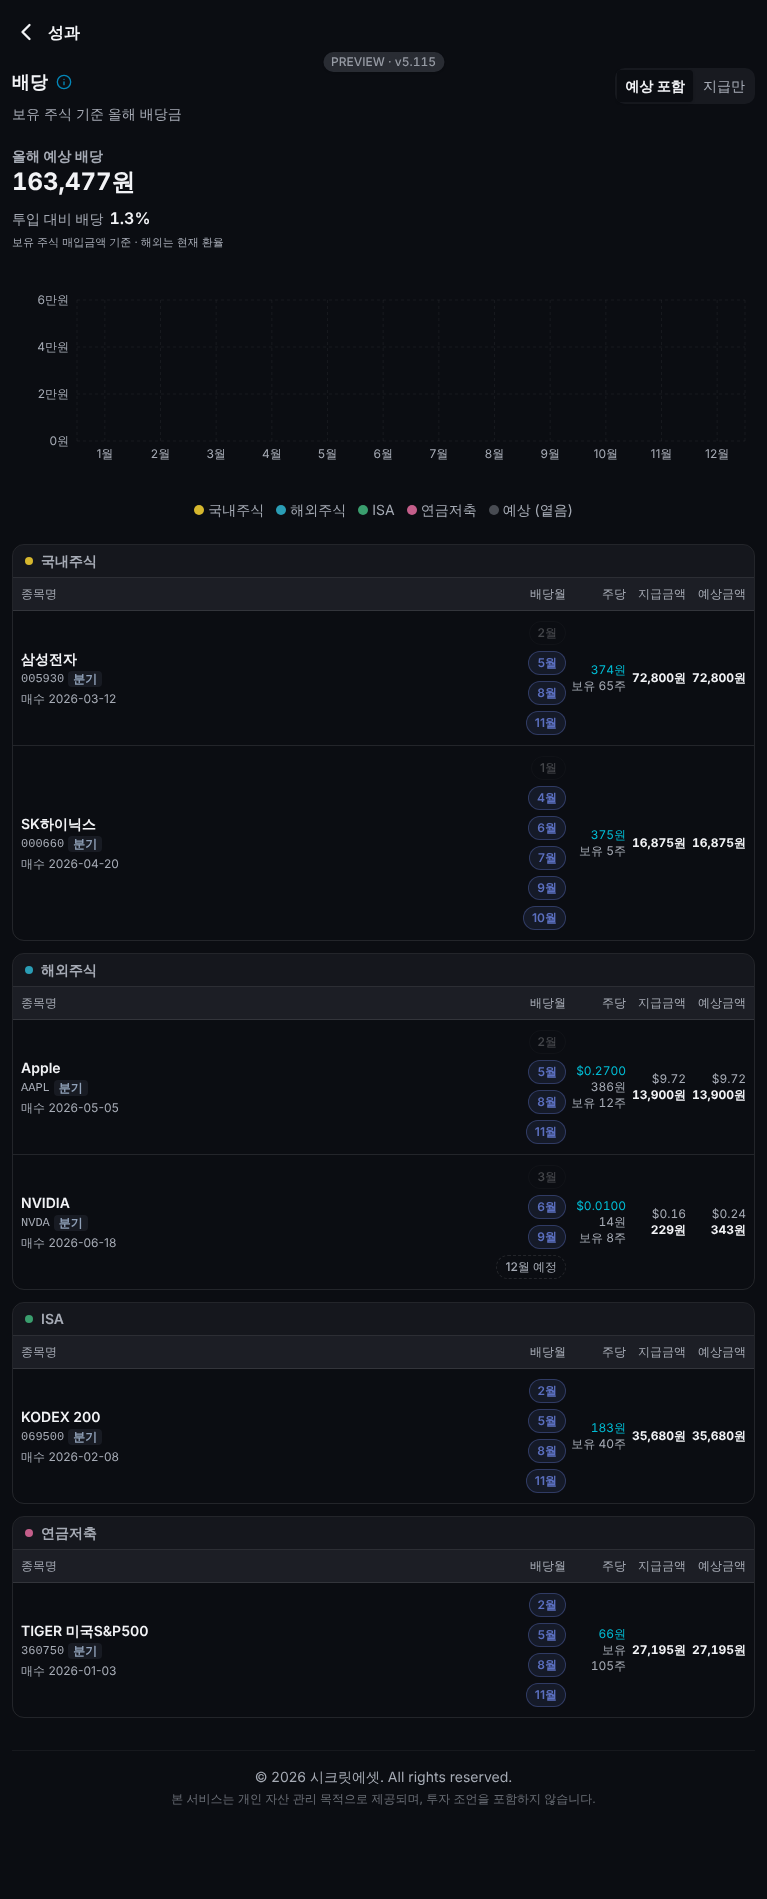 성과
PREVIEW · v5.115
배당
예상 포함 지급만
보유 주식 기준 올해 배당금
올해 예상 배당
163,477원
투입 대비 배당 1.3%
보유 주식 매입금액 기준 · 해외는 현재 환율
6만원
4만원
2만원
0원
1월 2월 3월 4월 5월 6월 7월 8월 9월 10월 11월 12월
국내주식 해외주식 ISA 연금저축 예상 (옅음)
국내주식
종목명 배당월 주당 지급금액 예상금액
삼성전자
005930 분기
매수 2026-03-12
2월
5월
8월
11월
374원
보유 65주
72,800원 72,800원
SK하이닉스
000660 분기
매수 2026-04-20
1월
4월
6월
7월
9월
10월
375원
보유 5주
16,875원 16,875원
해외주식
종목명 배당월 주당 지급금액 예상금액
Apple
AAPL 분기
매수 2026-05-05
2월
5월
8월
11월
$0.2700
386원
보유 12주
$9.72 $9.72
13,900원 13,900원
NVIDIA
NVDA 분기
매수 2026-06-18
3월
6월
9월
12월 예정
$0.0100
14원
보유 8주
$0.16 $0.24
229원 343원
ISA
종목명 배당월 주당 지급금액 예상금액
KODEX 200
069500 분기
매수 2026-02-08
2월
5월
8월
11월
183원
보유 40주
35,680원 35,680원
연금저축
종목명 배당월 주당 지급금액 예상금액
TIGER 미국S&P500
360750 분기
매수 2026-01-03
2월
5월
8월
11월
66원
보유
105주
27,195원 27,195원
© 2026 시크릿에셋. All rights reserved.
본 서비스는 개인 자산 관리 목적으로 제공되며, 투자 조언을 포함하지 않습니다.